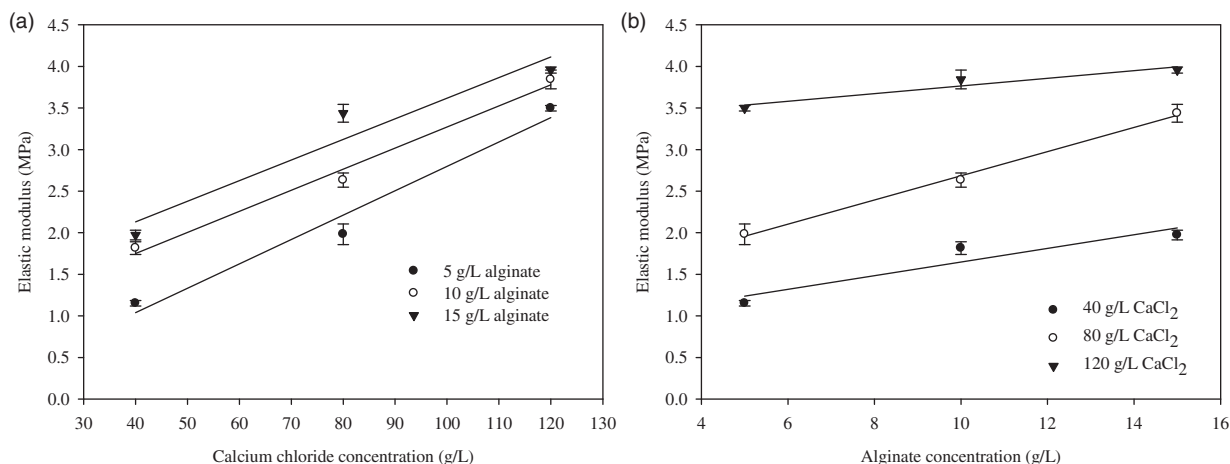 (a)
4.5
4.0
3.5
3.0
2.5
2.0
1.5
1.0
0.5
0.0
Elastic modulus (MPa)
5 g/L alginate
10 g/L alginate
15 g/L alginate
30 40 50 60 70 80 90 100 110 120 130
Calcium chloride concentration (g/L)
(b)
4.5
4.0
3.5
3.0
2.5
2.0
1.5
1.0
0.5
0.0
Elastic modulus (MPa)
40 g/L CaCl2
80 g/L CaCl2
120 g/L CaCl2
4 6 8 10 12 14 16
Alginate concentration (g/L)